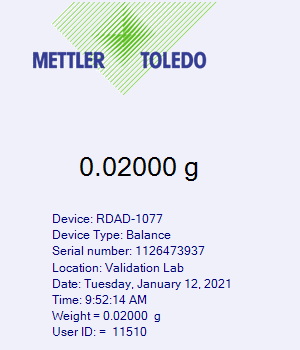 METTLER TOLEDO
0.02000 g
Device: RDAD-1077
Device Type: Balance
Serial number: 1126473937
Location: Validation Lab
Date: Tuesday, January 12, 2021
Time: 9:52:14 AM
Weight = 0.02000  g
User ID: =  11510